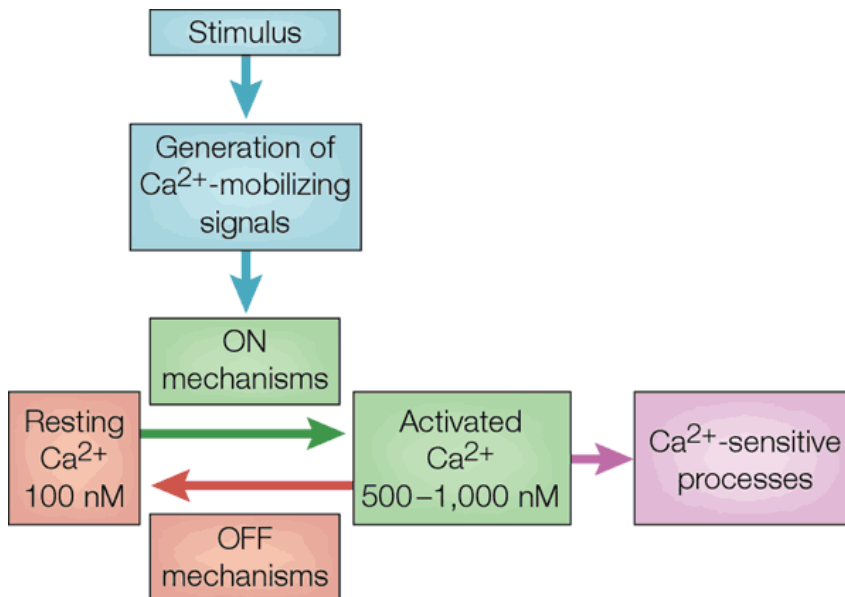 Stimulus
Generation of
Ca²⁺-mobilizing
signals
ON
mechanisms
Resting
Ca²⁺
100 nM
Activated
Ca²⁺
500–1,000 nM
Ca²⁺-sensitive
processes
OFF
mechanisms